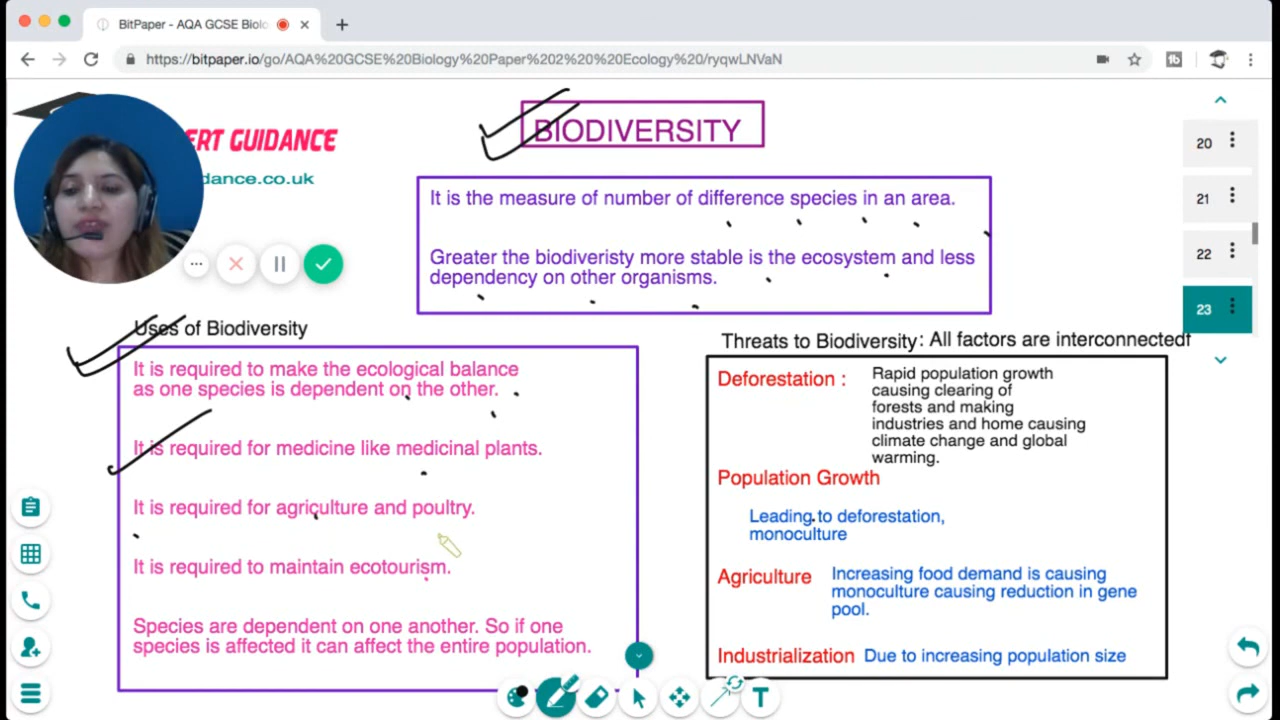 BitPaper - AQA GCSE Biolo
https://bitpaper.io/go/AQA%20GCSE%20Biology%20Paper%202%20%20Ecology%20/ryqwLNVaN
ERT GUIDANCE
dance.co.uk
BIODIVERSITY
It is the measure of number of difference species in an area.
Greater the biodiveristy more stable is the ecosystem and less
dependency on other organisms.
Uses of Biodiversity
It is required to make the ecological balance
as one species is dependent on the other.
It is required for medicine like medicinal plants.
It is required for agriculture and poultry.
It is required to maintain ecotourism.
Species are dependent on one another. So if one
species is affected it can affect the entire population.
Threats to Biodiversity: All factors are interconnectedf
Deforestation :
Rapid population growth
causing clearing of
forests and making
industries and home causing
climate change and global
warming.
Population Growth
Leading to deforestation,
monoculture
Agriculture
Increasing food demand is causing
monoculture causing reduction in gene
pool.
Industrialization
Due to increasing population size
20
21
22
23
T